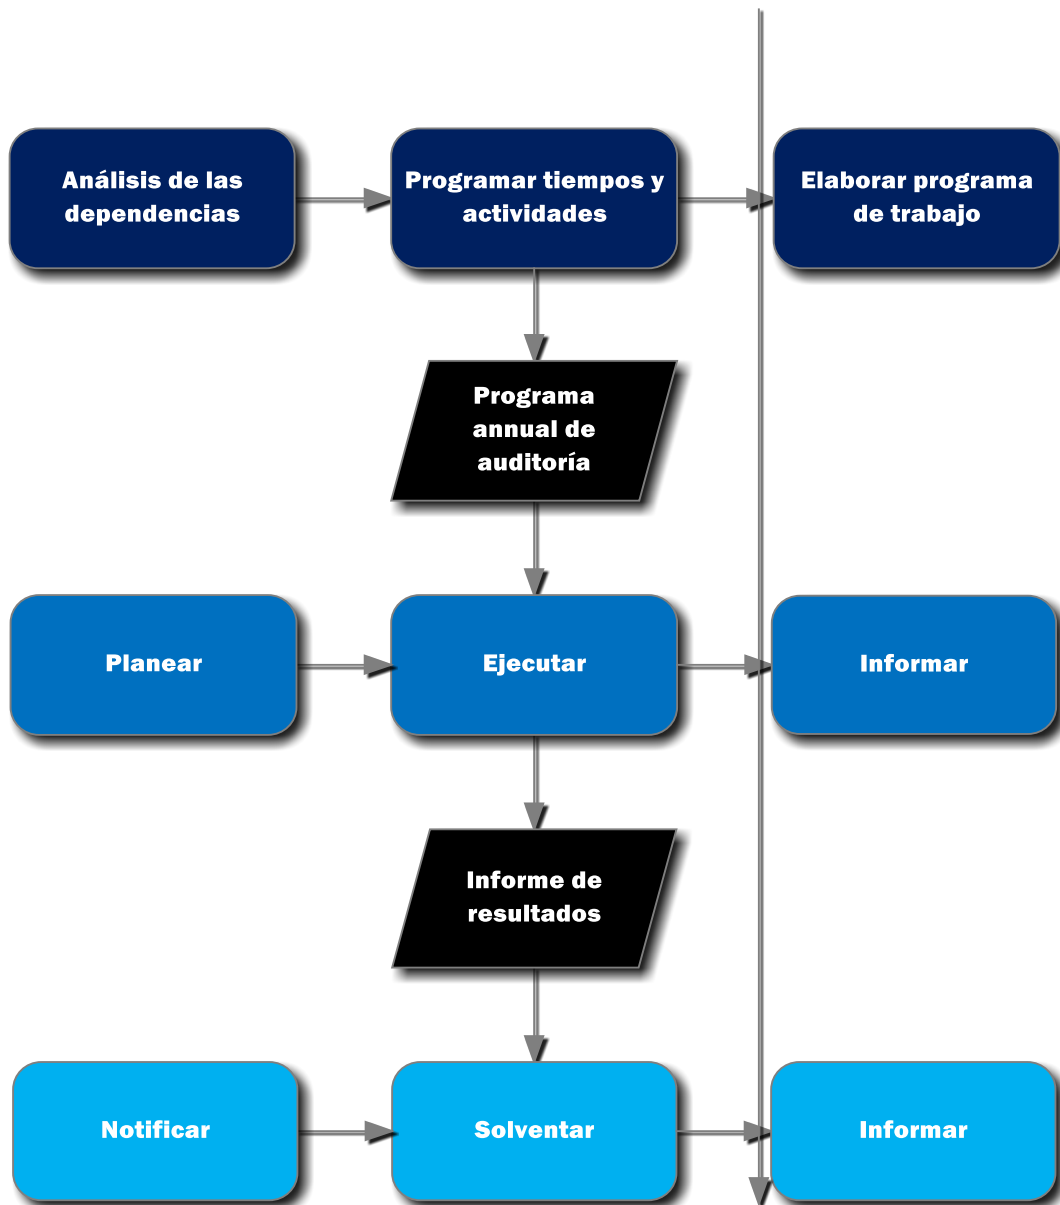 Análisis de las
dependencias
Programar tiempos y
actividades
Elaborar programa
de trabajo
Programa
annual de
auditoría
Planear
Ejecutar
Informar
Informe de
resultados
Notificar
Solventar
Informar